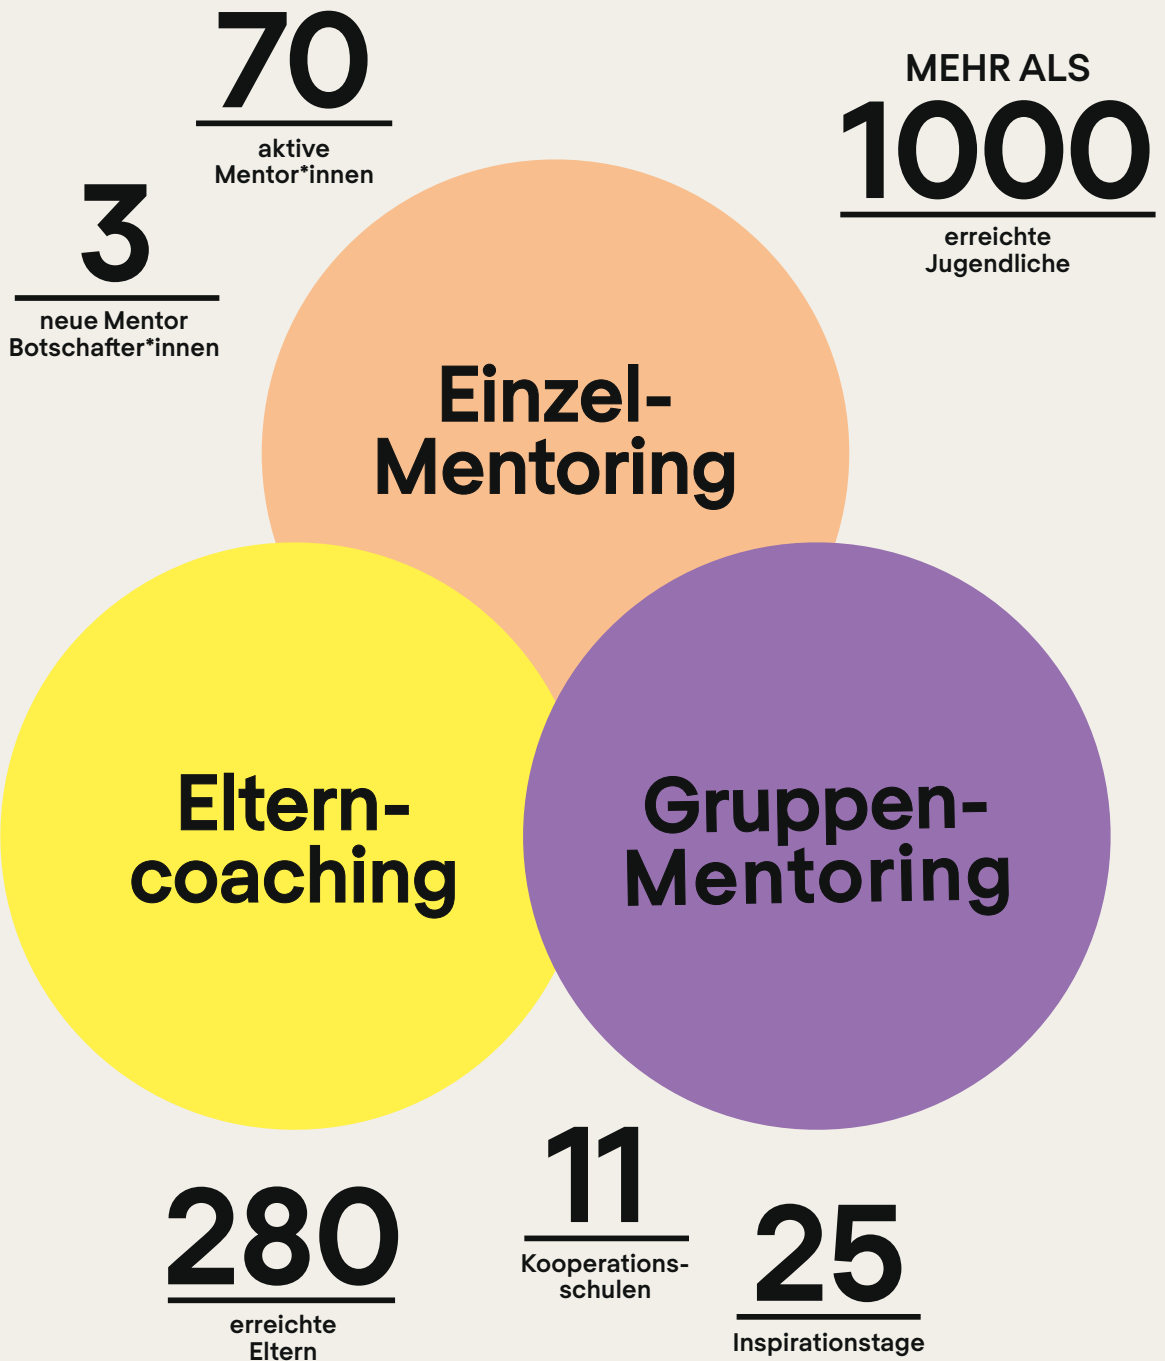 70
aktive
Mentor*innen
MEHR ALS
1000
erreichte
Jugendliche
3
neue Mentor
Botschafter*innen
Einzel-
Mentoring
Eltern-
coaching
Gruppen-
Mentoring
280
erreichte
Eltern
11
Kooperations-
schulen
25
Inspirationstage